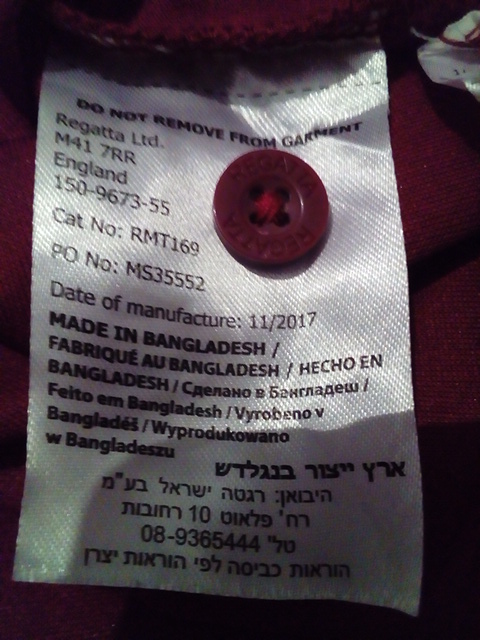 DO NOT REMOVE FROM GARMENT
Regatta Ltd.
M41 7RR
England
150-9673-55
REGATTA
REGATTA
Cat No: RMT169
PO No: MS35552
Date of manufacture: 11/2017
MADE IN BANGLADESH /
FABRIQUÉ AU BANGLADESH / HECHO EN
BANGLADESH / Сделано в Бангладеш /
Feito em Bangladesh / Vyrobeno v
Bangladéš / Wyprodukowano
w Bangladeszu
ארץ ייצור בנגלדש
היבואן: רגטה ישראל בע"מ
רח' פלאוט 10 רחובות
טל" 08-9365444
הוראות כביסה לפי הוראות יצרן